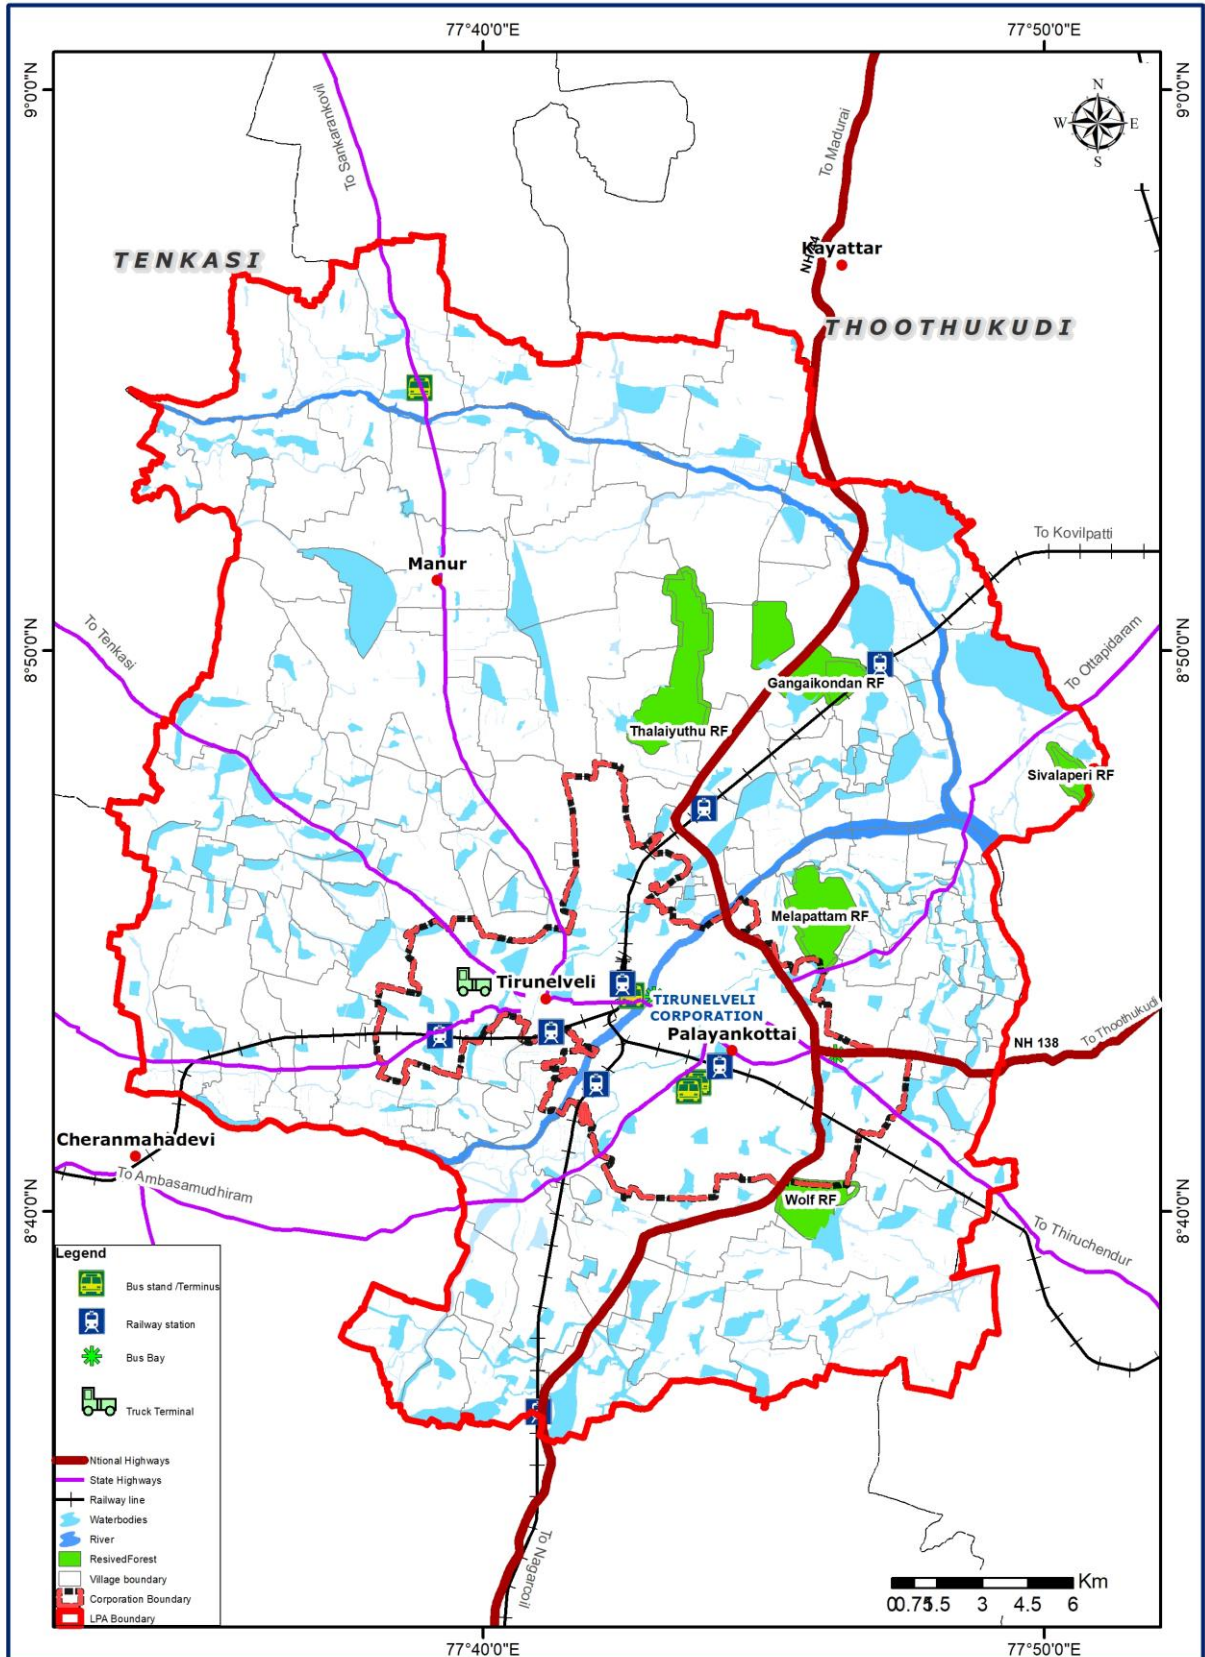 77°40'0"E
77°50'0"E
9°0'0"N
9°0'0"N
N
W
E
S
To Sankarankovil
To Madurai
TENKASI
Kayattar
THOOTHUKUDI
To Kovilpatti
Manur
To Ottapidaram
To Tenkasi
8°50'0"N
8°50'0"N
Gangaikondan RF
Thalaiyuthu RF
Sivalaperi RF
Melapattam RF
Tirunelveli
TIRUNELVELI
CORPORATION
Palayankottai
NH 138
To Thoothukudi
Cheranmahadevi
To Ambasamudhiram
Wolf RF
8°40'0"N
8°40'0"N
To Thiruchendur
Legend
Bus stand /Terminus
Railway station
Bus Bay
Truck Terminal
Ntional Highways
State Highways
Railway line
Waterbodies
River
ResivedForest
Village boundary
Corporation Boundary
LPA Boundary
To Nagarcoil
Km
0 0.75 1.5 3 4.5 6
77°40'0"E
77°50'0"E